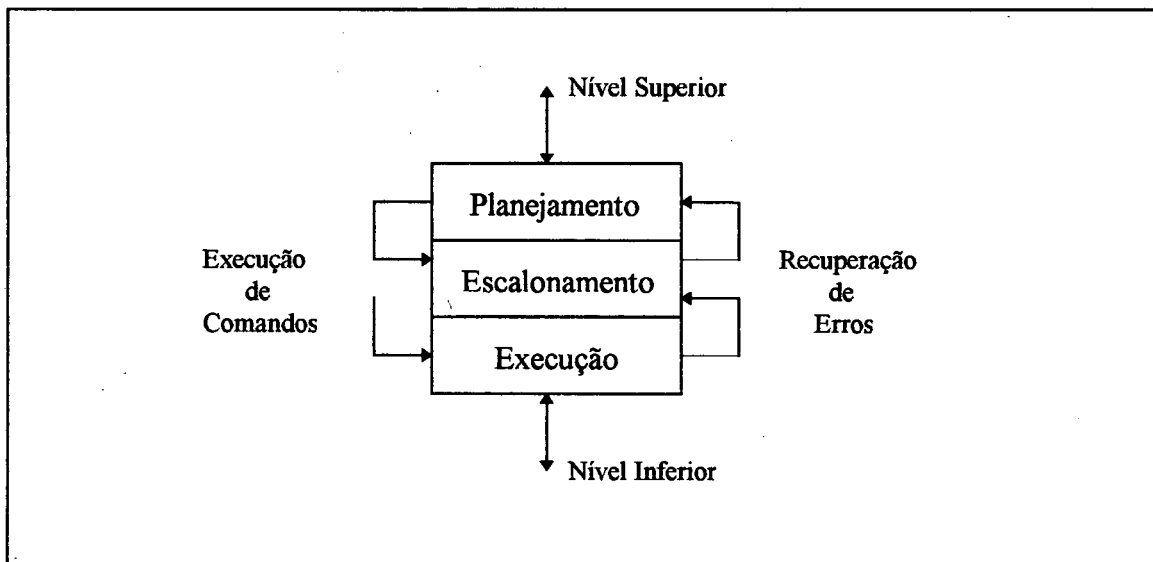 Nível Superior
Planejamento
Execução
de
Comandos
Escalonamento
Recuperação
de
Erros
Execução
Nível Inferior